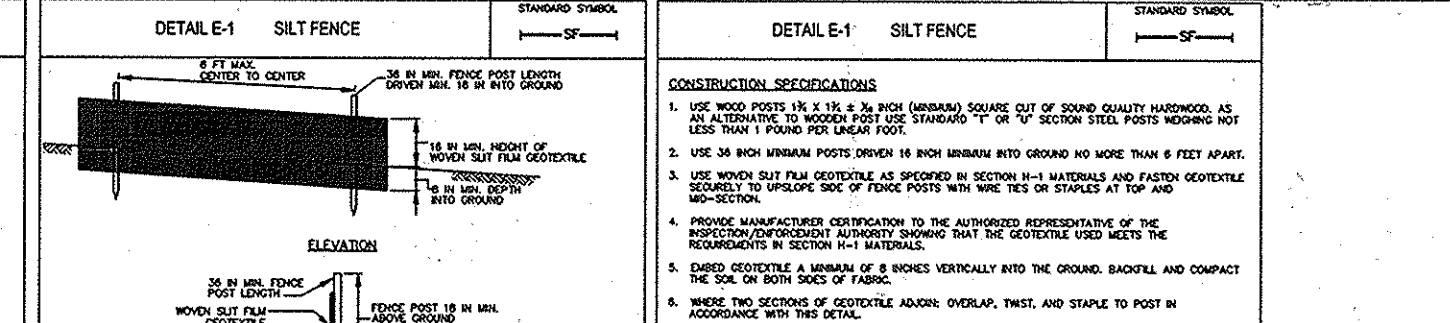 DETAIL E-1 SILT FENCE
STANDARD SYMBOL
SF
6 FT MAX.
CENTER TO CENTER
36 IN MIN. FENCE POST LENGTH
DRIVEN MIN. 16 IN INTO GROUND
16 IN MIN. HEIGHT OF
WOVEN SLIT FILM GEOTEXTILE
8 IN MIN. DEPTH
INTO GROUND
ELEVATION
36 IN MIN. FENCE
POST LENGTH
WOVEN SLIT FILM
GEOTEXTILE
FENCE POST 18 IN MIN.
ABOVE GROUND
DETAIL E-1 SILT FENCE
STANDARD SYMBOL
SF
CONSTRUCTION SPECIFICATIONS
1. USE WOOD POSTS 1¾ X 1¾ ± 1/16 INCH (MINIMUM) SQUARE CUT OF SOUND QUALITY HARDWOOD. AS
AN ALTERNATIVE TO WOODEN POST USE STANDARD "T" OR "U" SECTION STEEL POSTS WEIGHING NOT
LESS THAN 1 POUND PER LINEAR FOOT.
2. USE 36 INCH MINIMUM POSTS DRIVEN 16 INCH MINIMUM INTO GROUND NO MORE THAN 6 FEET APART.
3. USE WOVEN SLIT FILM GEOTEXTILE AS SPECIFIED IN SECTION H-1 MATERIALS AND FASTEN GEOTEXTILE
SECURELY TO UPSLOPE SIDE OF FENCE POSTS WITH WIRE TIES OR STAPLES AT TOP AND
MID-SECTION.
4. PROVIDE MANUFACTURER CERTIFICATION TO THE AUTHORIZED REPRESENTATIVE OF THE
INSPECTION/ENFORCEMENT AUTHORITY SHOWING THAT THE GEOTEXTILE USED MEETS THE
REQUIREMENTS IN SECTION H-1 MATERIALS.
5. EMBED GEOTEXTILE A MINIMUM OF 8 INCHES VERTICALLY INTO THE GROUND. BACKFILL AND COMPACT
THE SOIL ON BOTH SIDES OF FABRIC.
6. WHERE TWO SECTIONS OF GEOTEXTILE ADJOIN: OVERLAP, TWIST, AND STAPLE TO POST IN
ACCORDANCE WITH THIS DETAIL.